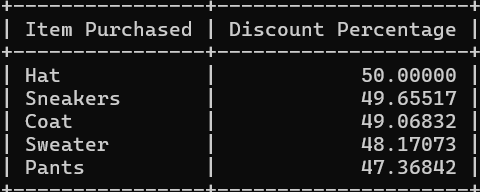 Item Purchased | Discount Percentage
Hat | 50.00000
Sneakers | 49.65517
Coat | 49.06832
Sweater | 48.17073
Pants | 47.36842